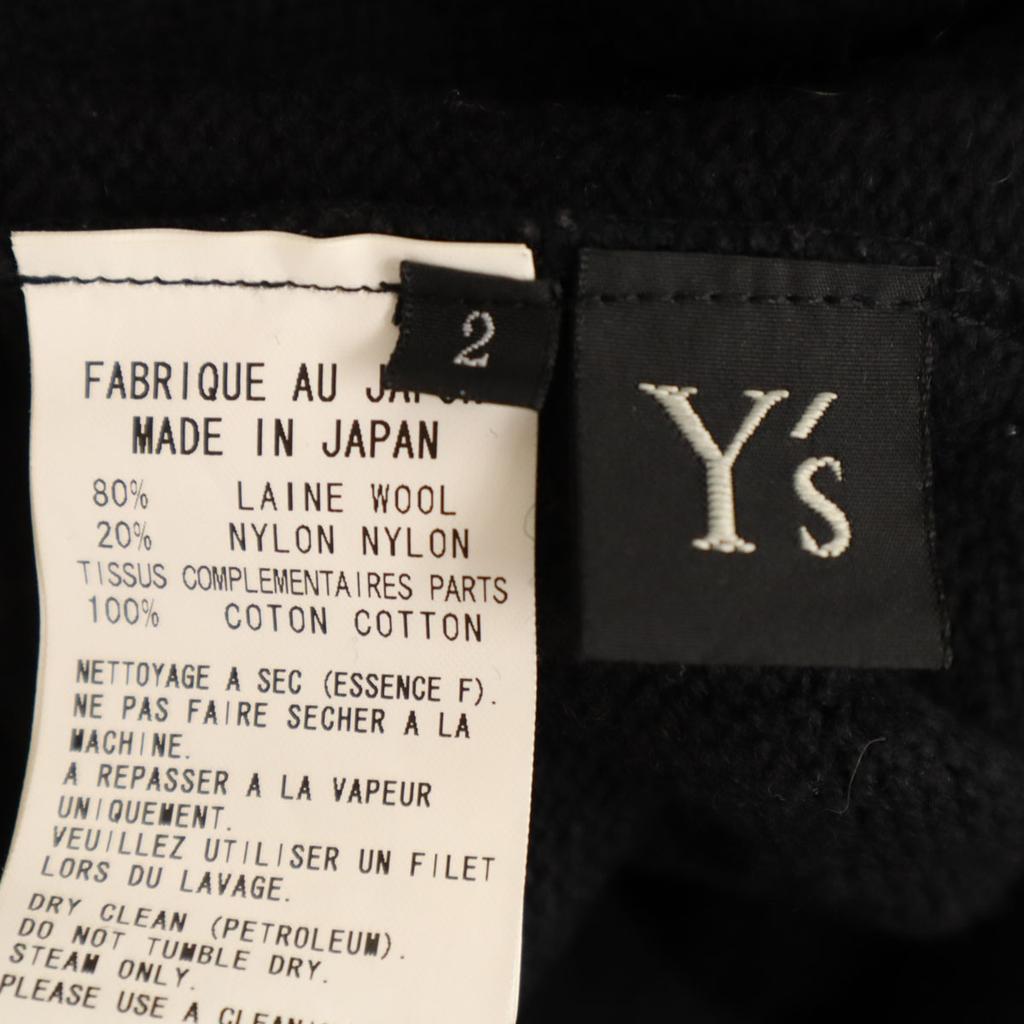 2
Y's
FABRIQUE AU
MADE IN JAPAN
80% LAINE WOOL
20% NYLON NYLON
TISSUS COMPLEMENTAIRES PARTS
100% COTON COTTON
NETTOYAGE A SEC (ESSENCE F).
NE PAS FAIRE SECHER A LA
MACHINE.
A REPASSER A LA VAPEUR
UNIQUEMENT.
VEUILLEZ UTILISER UN FILET
LORS DU LAVAGE.
DRY CLEAN (PETROLEUM).
DO NOT TUMBLE DRY.
STEAM ONLY.
PLEASE USE A